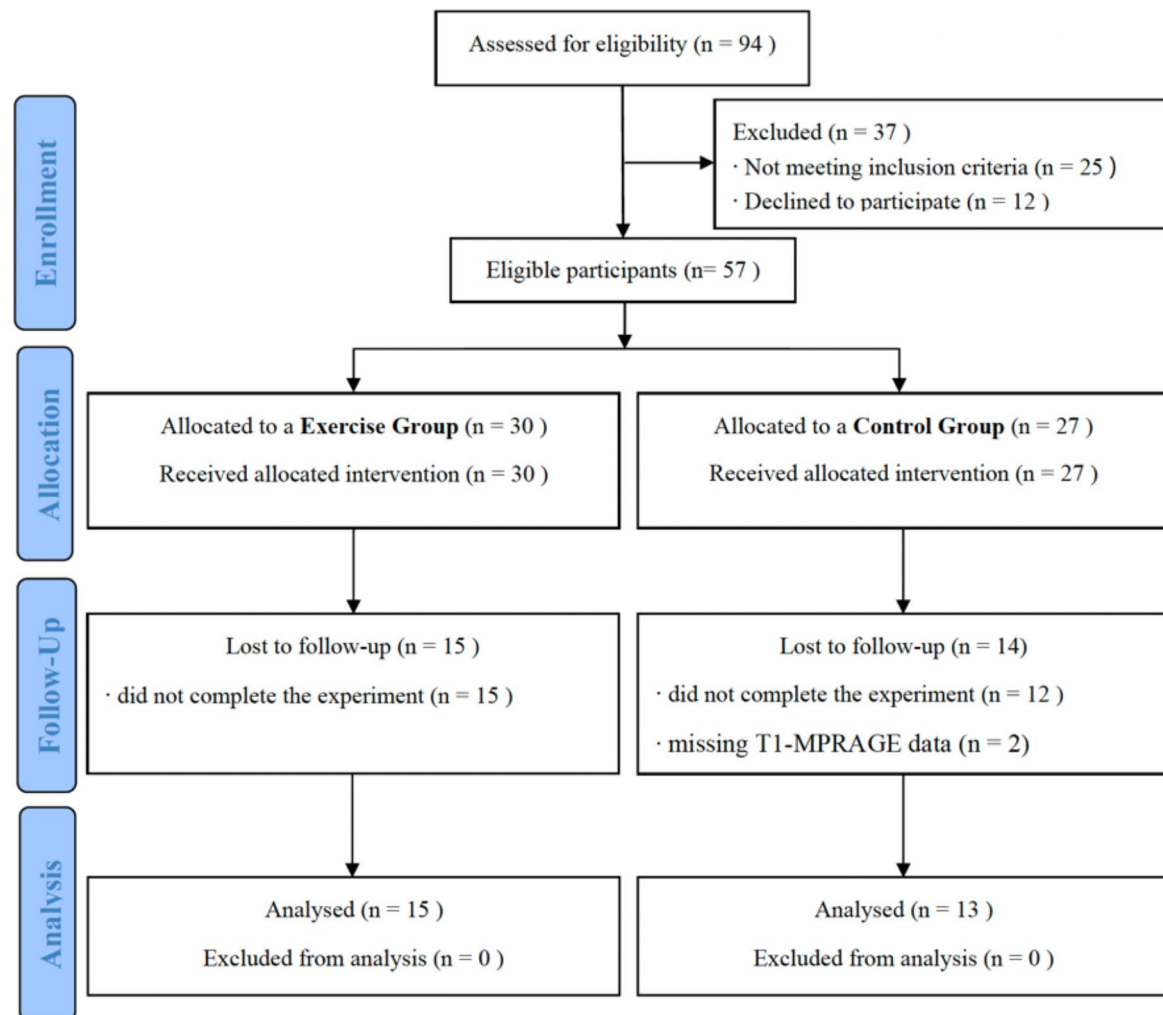 Assessed for eligibility (n = 94 )
Enrollment
Excluded (n = 37 )
· Not meeting inclusion criteria (n = 25 )
· Declined to participate (n = 12 )
Eligible participants (n= 57 )
Allocation
Allocated to a Exercise Group (n = 30 )
Received allocated intervention (n = 30 )
Allocated to a Control Group (n = 27 )
Received allocated intervention (n = 27 )
Follow-Up
Lost to follow-up (n = 15 )
· did not complete the experiment (n = 15 )
Lost to follow-up (n = 14)
· did not complete the experiment (n = 12 )
· missing T1-MPRAGE data (n = 2)
Analysis
Analysed (n = 15 )
Excluded from analysis (n = 0 )
Analysed (n = 13 )
Excluded from analysis (n = 0 )